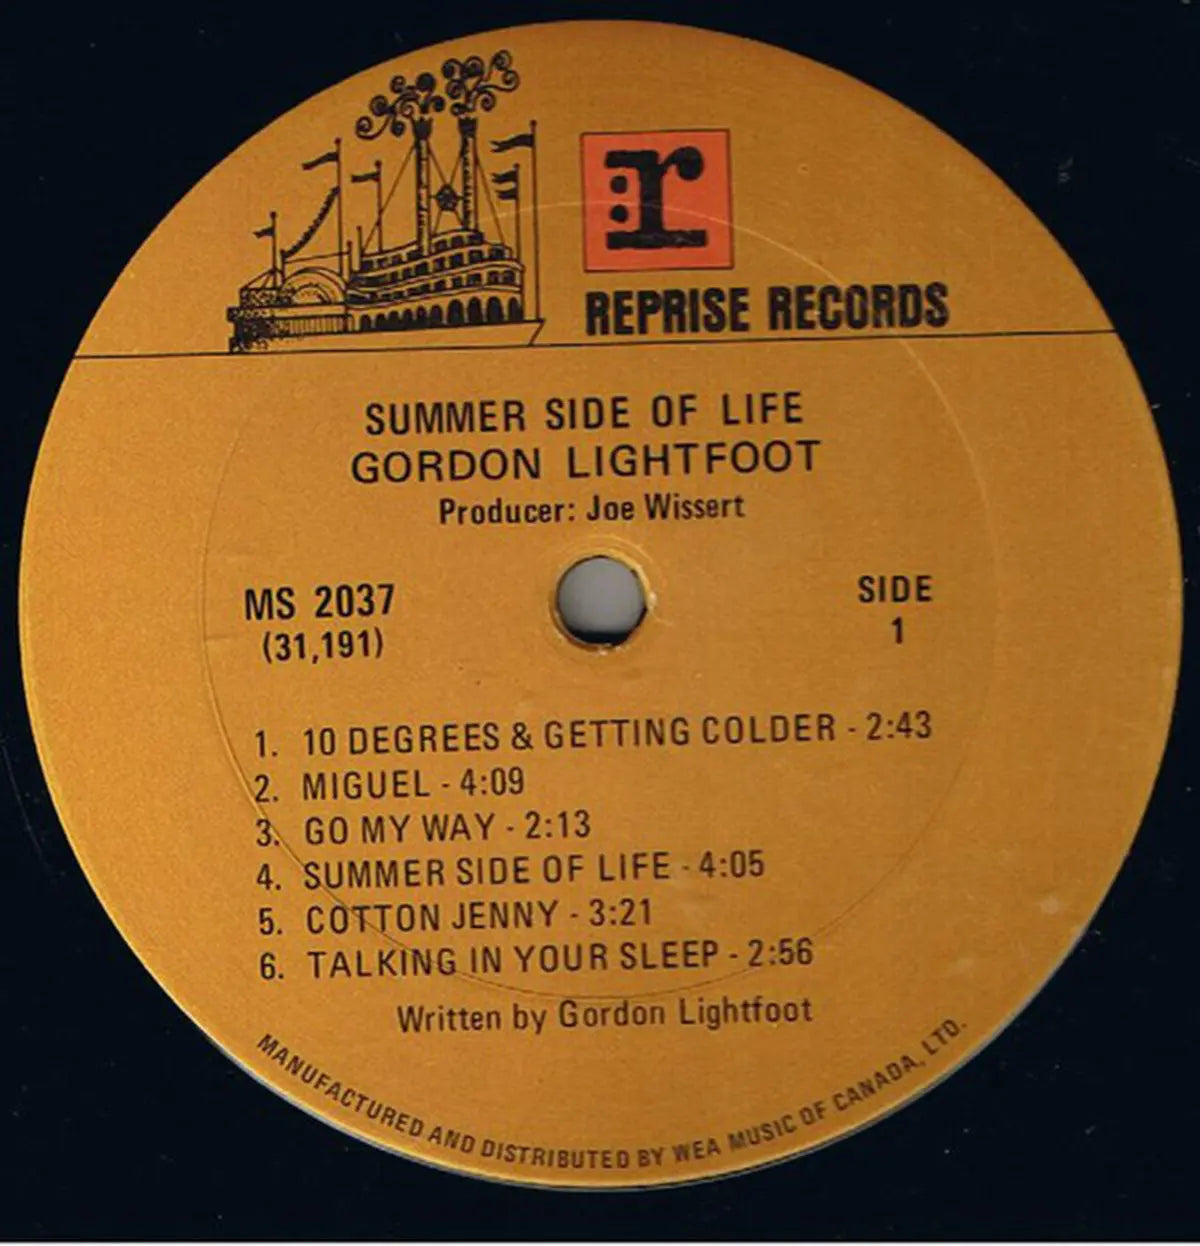 r
REPRISE RECORDS
SUMMER SIDE OF LIFE
GORDON LIGHTFOOT
Producer: Joe Wissert
MS 2037
(31,191)
SIDE
1
1. 10 DEGREES & GETTING COLDER - 2:43
2. MIGUEL - 4:09
3. GO MY WAY - 2:13
4. SUMMER SIDE OF LIFE - 4:05
5. COTTON JENNY - 3:21
6. TALKING IN YOUR SLEEP - 2:56
Written by Gordon Lightfoot
MANUFACTURED AND DISTRIBUTED BY WEA MUSIC OF CANADA, LTD.